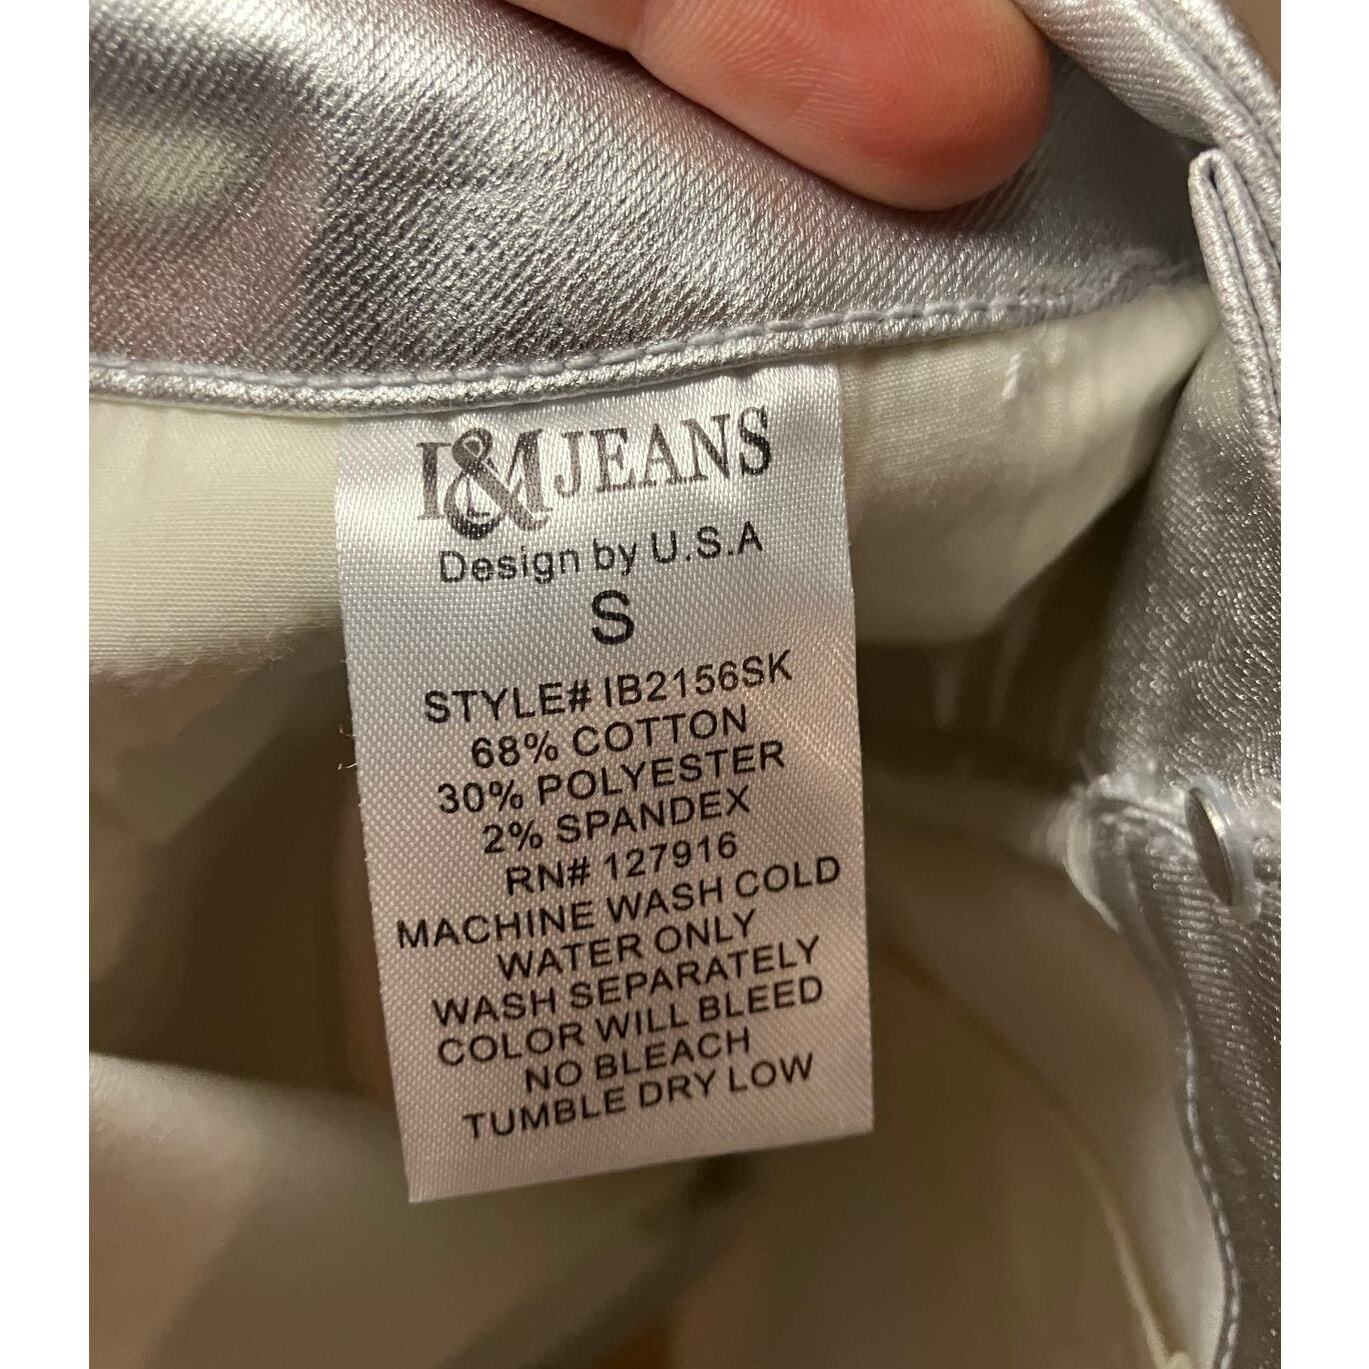 I&M JEANS
Design by U.S.A
S
STYLE# IB2156SK
68% COTTON
30% POLYESTER
2% SPANDEX
RN# 127916
MACHINE WASH COLD
WATER ONLY
WASH SEPARATELY
COLOR WILL BLEED
NO BLEACH
TUMBLE DRY LOW